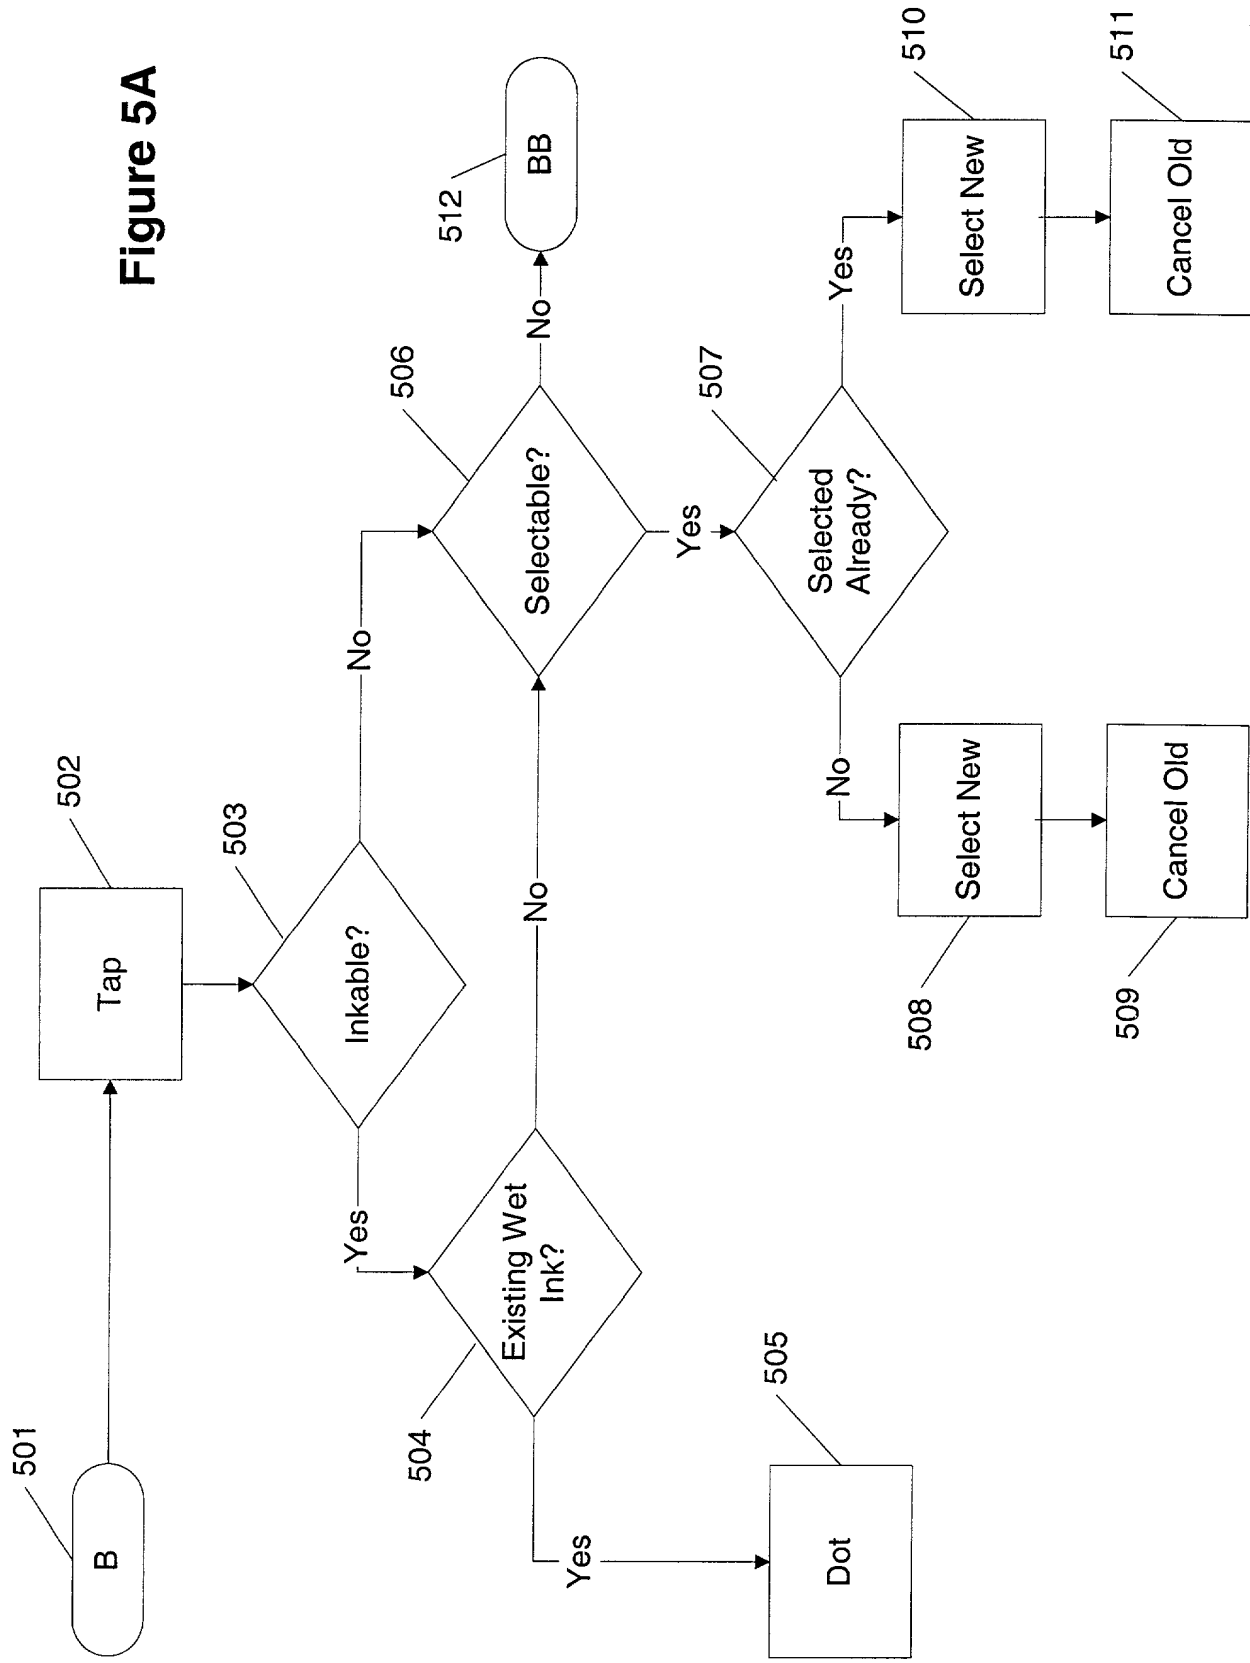 Figure 5A
501
B
502
Tap
503
Inkable?
Yes
No
504
Existing Wet
Ink?
Yes
No
505
Dot
506
Selectable?
No
512
BB
Yes
507
Selected
Already?
No
Yes
508
Select New
509
Cancel Old
510
Select New
511
Cancel Old